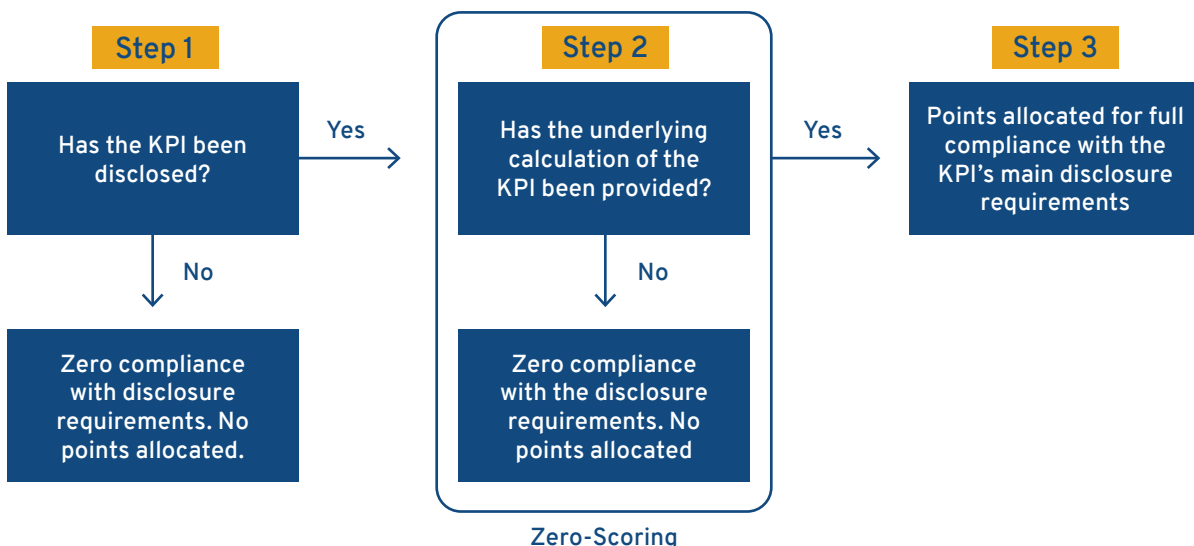 Step 1
Has the KPI been
disclosed?
Yes
No
Zero compliance
with disclosure
requirements. No
points allocated.
Step 2
Has the underlying
calculation of the
KPI been provided?
Yes
No
Zero compliance
with the disclosure
requirements. No
points allocated
Zero-Scoring
Step 3
Points allocated for full
compliance with the
KPI’s main disclosure
requirements